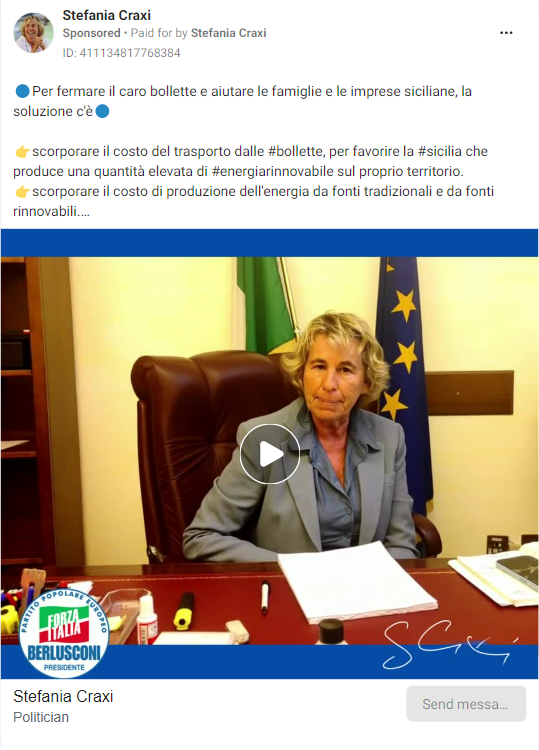 Stefania Craxi
Sponsored • Paid for by Stefania Craxi
ID: 411134817768384
🔵Per fermare il caro bollette e aiutare le famiglie e le imprese siciliane, la
soluzione c'è🔵
👉scorporare il costo del trasporto dalle #bollette, per favorire la #sicilia che
produce una quantità elevata di #energiarinnovabile sul proprio territorio.
👉scorporare il costo di produzione dell'energia da fonti tradizionali e da fonti
rinnovabili....
PARTITO POPOLARE EUROPEO
FORZA
ITALIA
BERLUSCONI
PRESIDENTE
S Craxi
Stefania Craxi
Politician
Send messa...